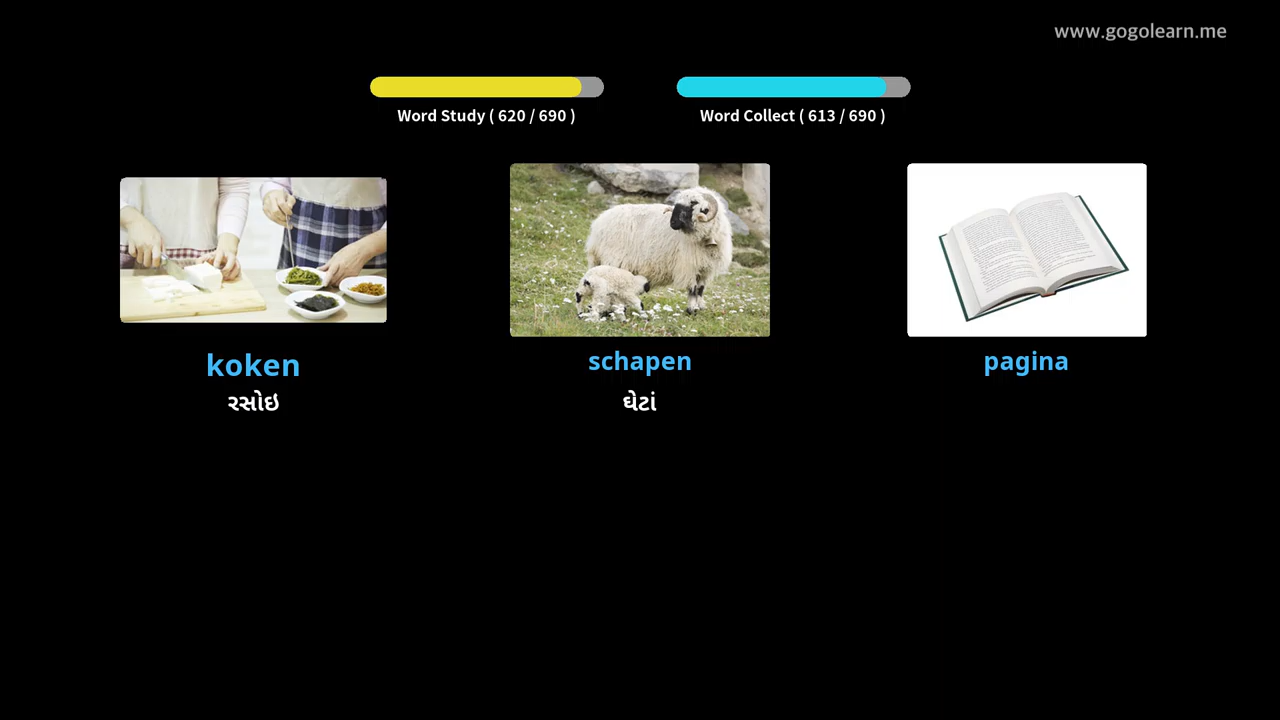 www.gogolearn.me
Word Study ( 620 / 690 )
Word Collect ( 613 / 690 )
koken
schapen
pagina
રસોઇ
ઘેટાં